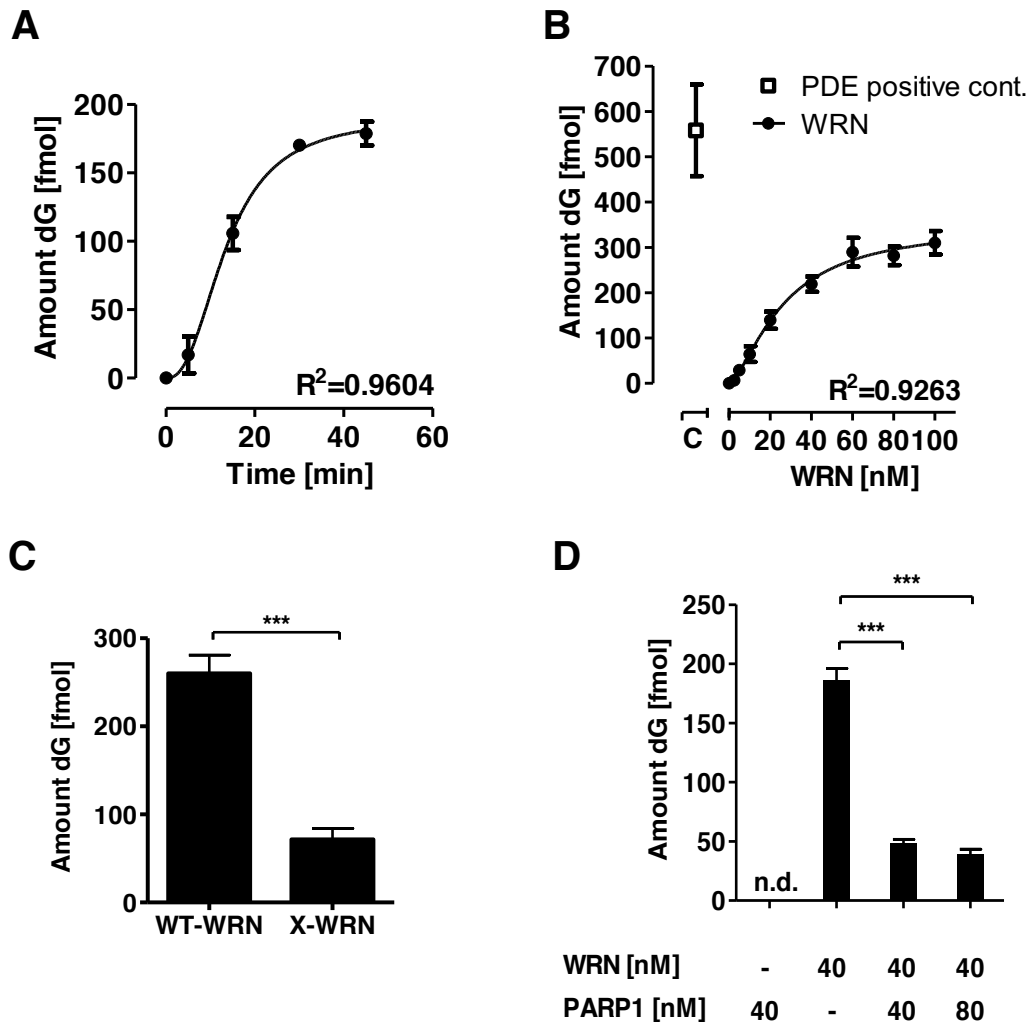 A
Amount dG [fmol]
200
150
100
50
0
R²=0.9604
0 20 40 60
Time [min]
B
Amount dG [fmol]
700
600
500
400
300
200
100
0
PDE positive cont.
WRN
R²=0.9263
C 0 20 40 60 80 100
WRN [nM]
C
Amount dG [fmol]
300
200
100
0
***
WT-WRN X-WRN
D
Amount dG [fmol]
250
200
150
100
50
0
***
***
n.d.
WRN [nM] - 40 40 40
PARP1 [nM] 40 - 40 80